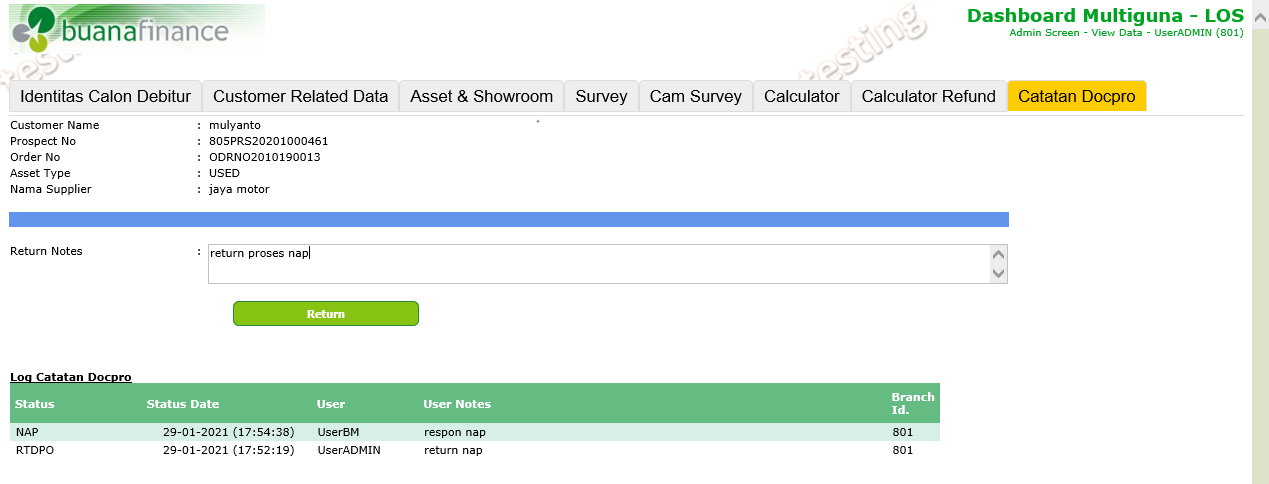 buanafinance
Dashboard Multiguna - LOS
Admin Screen - View Data - UserADMIN (801)
testing
testing
Identitas Calon Debitur Customer Related Data Asset & Showroom Survey Cam Survey Calculator Calculator Refund Catatan Docpro
Customer Name : mulyanto
Prospect No : 805PRS20201000461
Order No : ODRNO2010190013
Asset Type : USED
Nama Supplier : jaya motor
Return Notes : return proses nap
Return
Log Catatan Docpro
Status Status Date User User Notes Branch Id.
NAP 29-01-2021 (17:54:38) UserBM respon nap 801
RTDPO 29-01-2021 (17:52:19) UserADMIN return nap 801